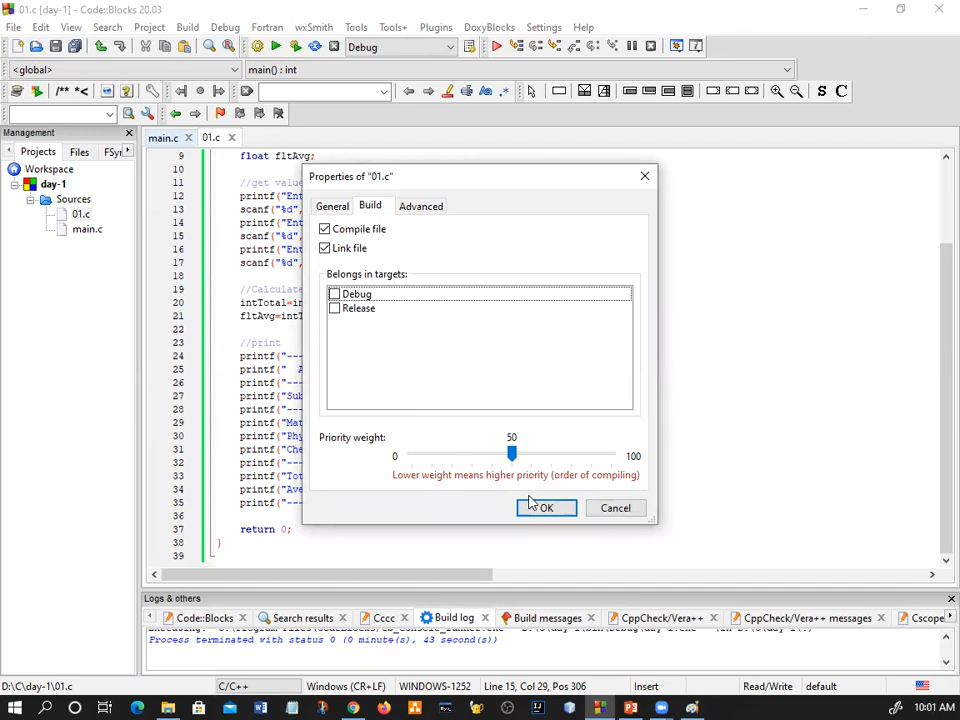 01.c [day-1] - Code::Blocks 20.03
File Edit View Search Project Build Debug Fortran wxSmith Tools Tools+ Plugins DoxyBlocks Settings Help
Debug
<global> main() : int
/** *< S C
Management
Projects Files FSyr
Workspace
day-1
Sources
01.c
main.c
main.c 01.c
9 float fltAvg;
10
11 //get value
12 printf("Ent
13 scanf("%d",
14 printf("Ent
15 scanf("%d",
16 printf("Ent
17 scanf("%d",
18
19 //Calculate
20 intTotal=in
21 fltAvg=intT
22
23 //print
24 printf("---
25 printf("  A
26 printf("---
27 printf("Sub
28 printf("---
29 printf("Mat
30 printf("Phy
31 printf("Che
32 printf("---
33 printf("Tot
34 printf("Ave
35 printf("---
36
37 return 0;
38 }
39
Properties of "01.c"
General Build Advanced
Compile file
Link file
Belongs in targets:
Debug
Release
Priority weight:
50
0 100
Lower weight means higher priority (order of compiling)
OK Cancel
Logs & others
Code::Blocks Search results Cccc Build log Build messages CppCheck/Vera++ CppCheck/Vera++ messages Cscope
Process terminated with status 0 (0 minute(s), 43 second(s))
D:\C\day-1\01.c C/C++ Windows (CR+LF) WINDOWS-1252 Line 15, Col 29, Pos 306 Insert Read/Write default
10:01 AM